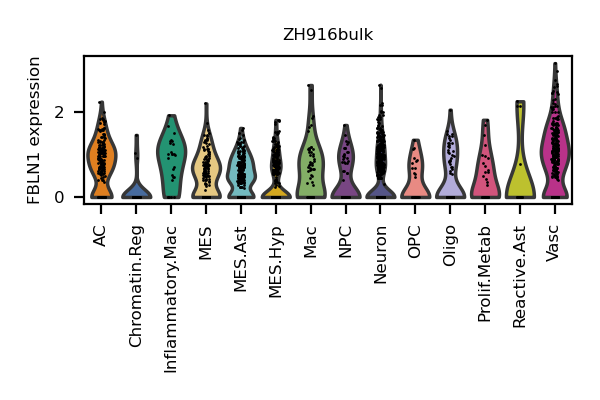 ZH916bulk
FBLN1 expression
2
0
AC
Chromatin.Reg
Inflammatory.Mac
MES
MES.Ast
MES.Hyp
Mac
NPC
Neuron
OPC
Oligo
Prolif.Metab
Reactive.Ast
Vasc